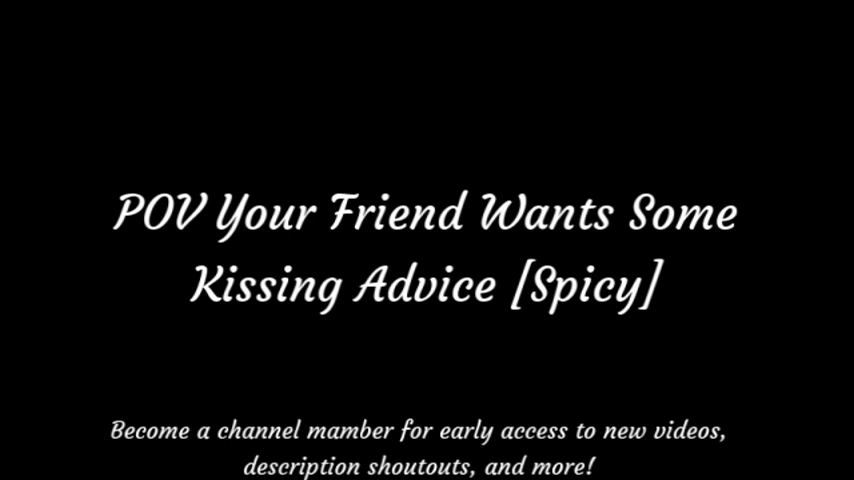 POV Your Friend Wants Some
Kissing Advice [Spicy]
Become a channel mamber for early access to new videos,
description shoutouts, and more!